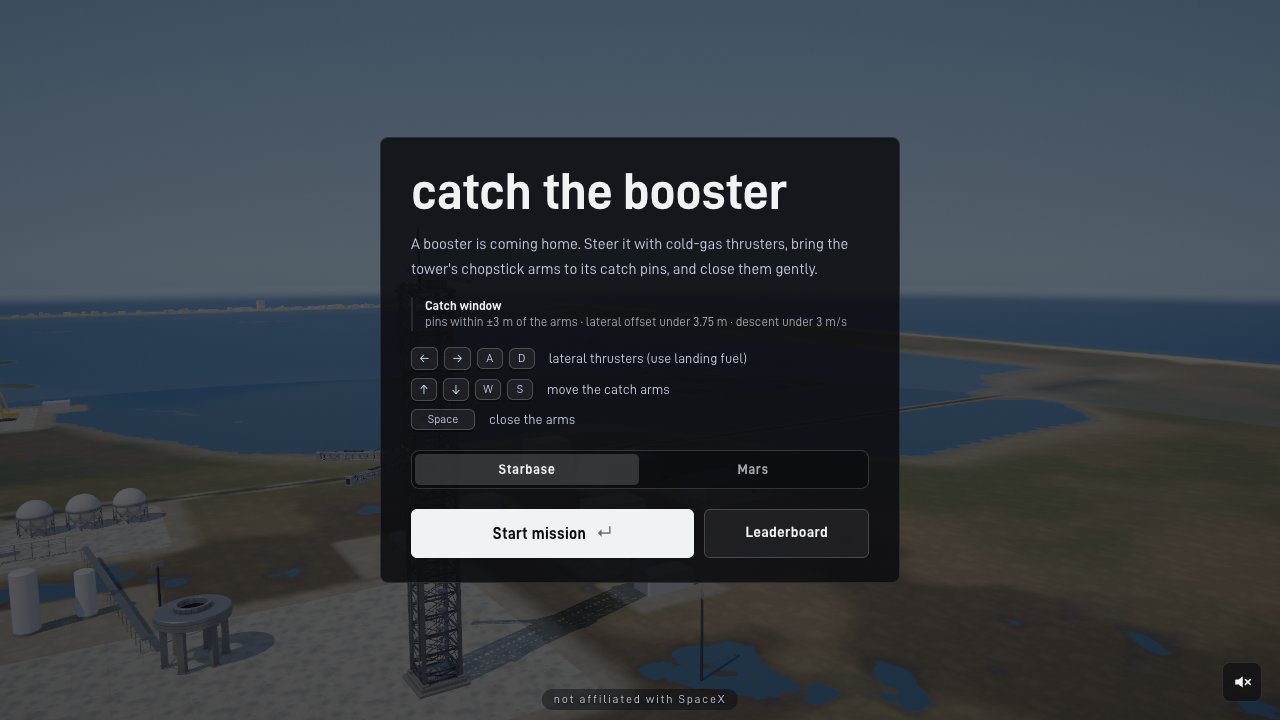 catch the booster
A booster is coming home. Steer it with cold-gas thrusters, bring the
tower's chopstick arms to its catch pins, and close them gently.
Catch window
pins within ±3 m of the arms · lateral offset under 3.75 m · descent under 3 m/s
← → A D lateral thrusters (use landing fuel)
↑ ↓ W S move the catch arms
Space close the arms
Starbase Mars
Start mission ↵ Leaderboard
not affiliated with SpaceX